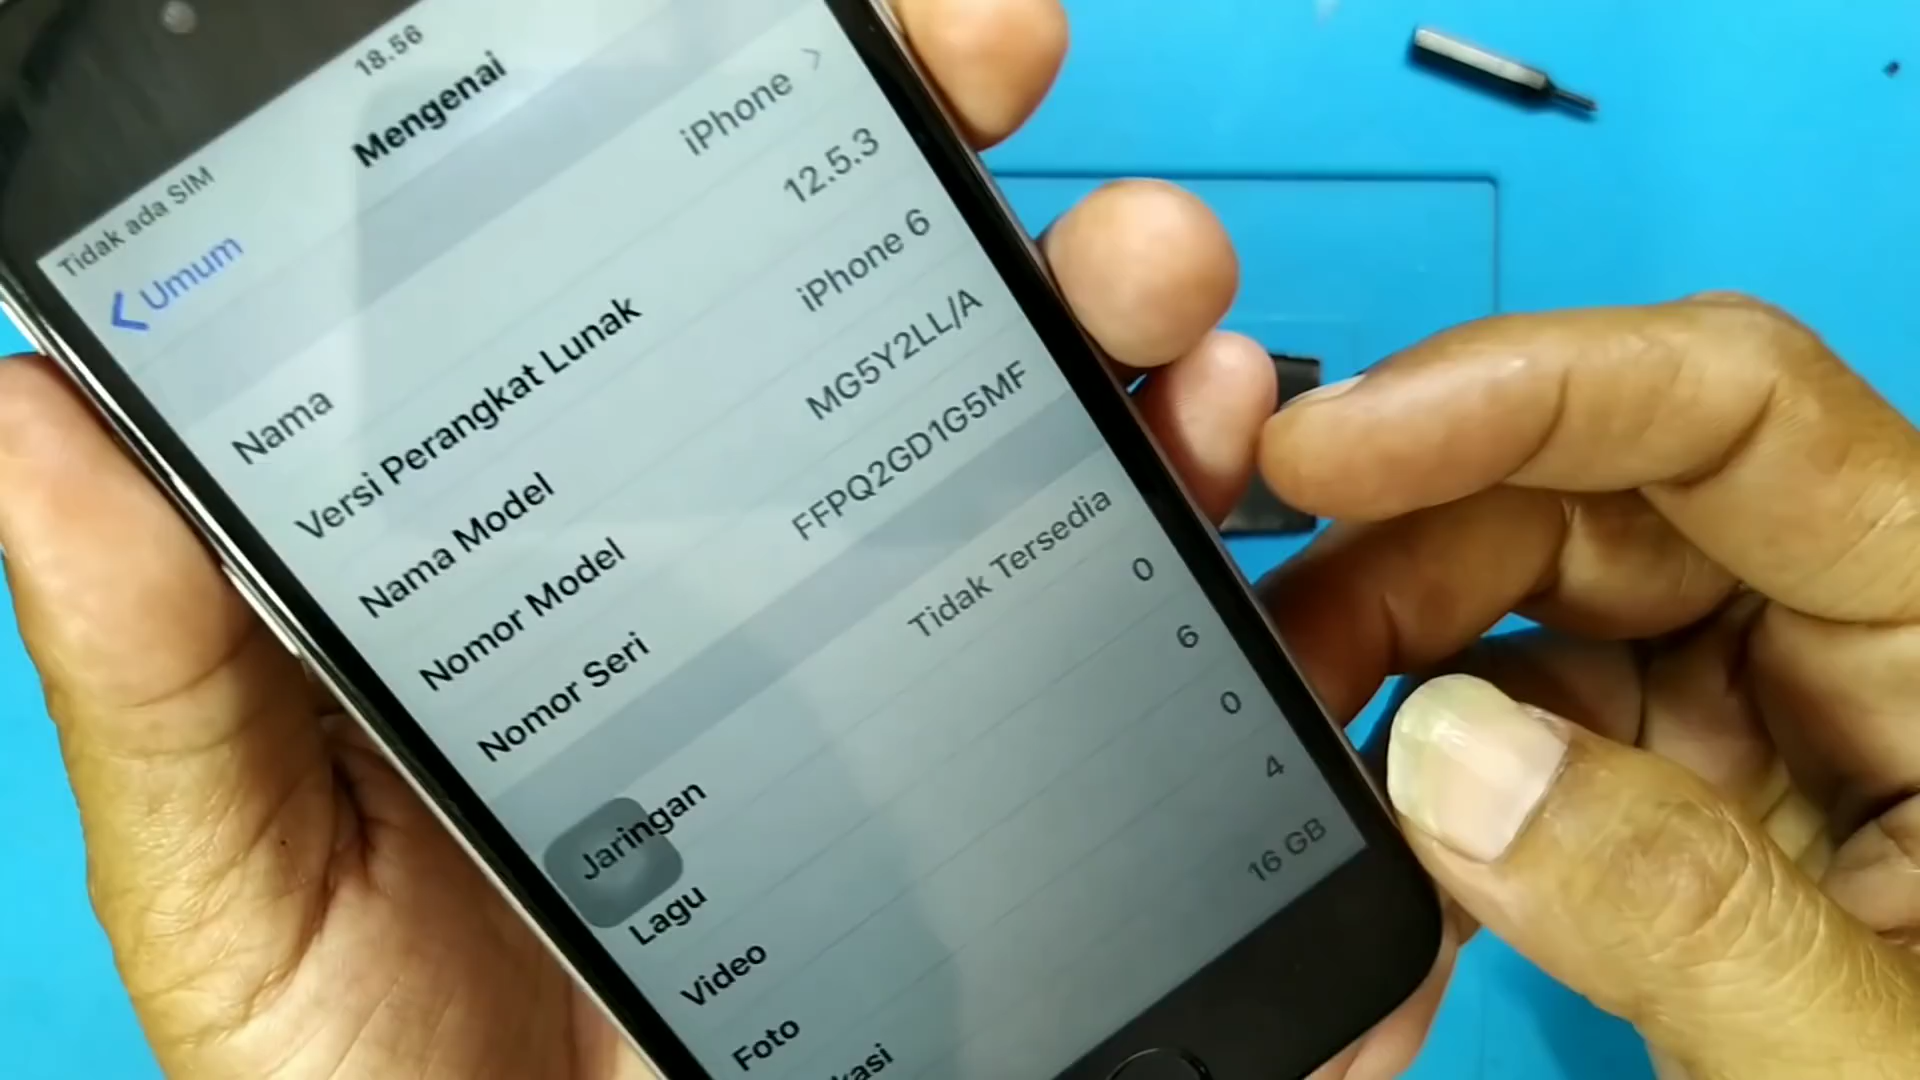 Tidak ada SIM 18.56
Umum Mengenai
Nama iPhone
Versi Perangkat Lunak 12.5.3
Nama Model iPhone 6
Nomor Model MG5Y2LL/A
Nomor Seri FFPQ2GD1G5MF
Jaringan Tidak Tersedia
Lagu 0
Video 6
Foto 0
4
16 GB